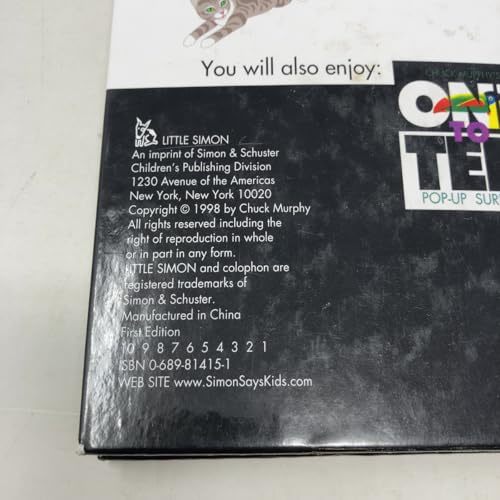 You will also enjoy:
CHUCK MURPHY'S
TO
POP-UP
LITTLE SIMON
An imprint of Simon & Schuster
Children's Publishing Division
1230 Avenue of the Americas
New York, New York 10020
Copyright © 1998 by Chuck Murphy
All rights reserved including the
right of reproduction in whole
or in part in any form.
LITTLE SIMON and colophon are
registered trademarks of
Simon & Schuster.
Manufactured in China
First Edition
10 9 8 7 6 5 4 3 2 1
ISBN 0-689-81415-1
WEB SITE www.SimonSaysKids.com